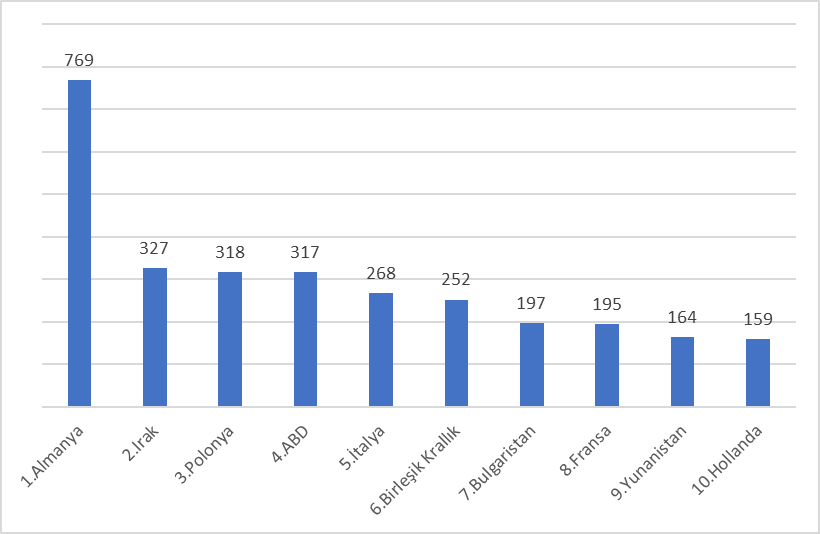 769
327
318
317
268
252
197
195
164
159
1.Almanya
2.Irak
3.Polonya
4.ABD
5.İtalya
6.Birleşik Krallık
7.Bulgaristan
8.Fransa
9.Yunanistan
10.Hollanda